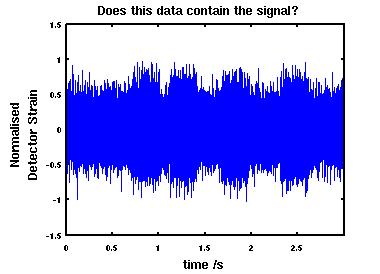 Does this data contain the signal?
1.5
1
0.5
0
-0.5
-1
-1.5
Normalised
Detector Strain
0 0.5 1 1.5 2 2.5
time /s